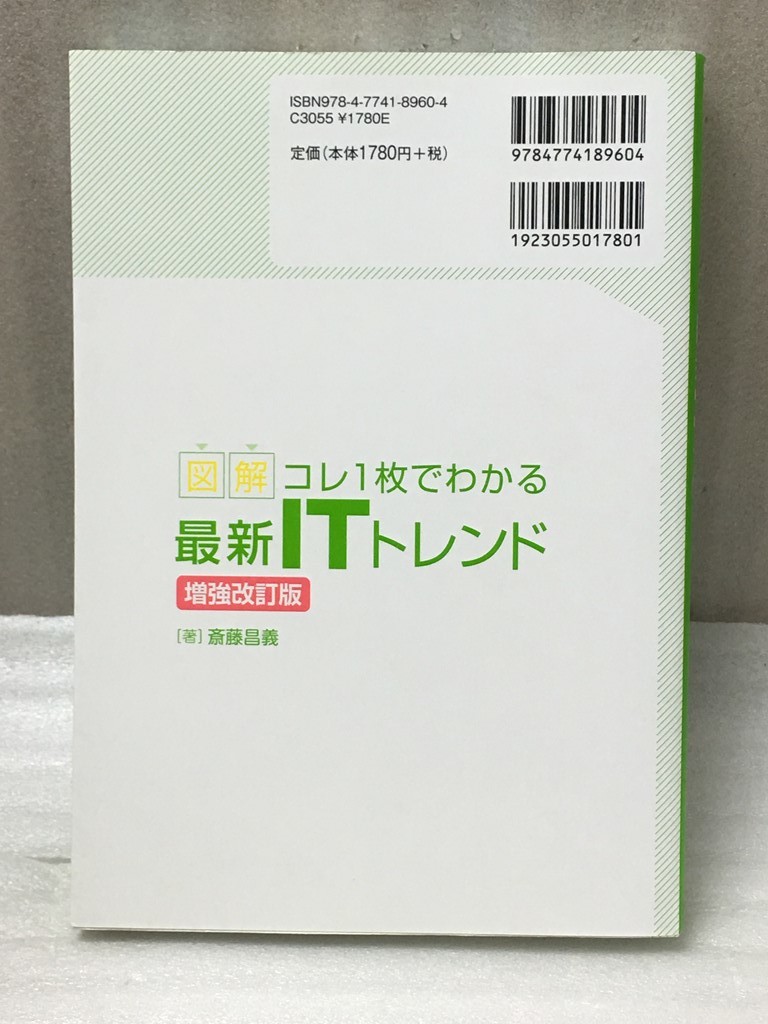 ISBN978-4-7741-8960-4
C3055 ¥1780E
定価(本体1780円+税)
9784774189604
1923055017801
図解 コレ1枚でわかる
最新ITトレンド
増強改訂版
[著]斎藤昌義